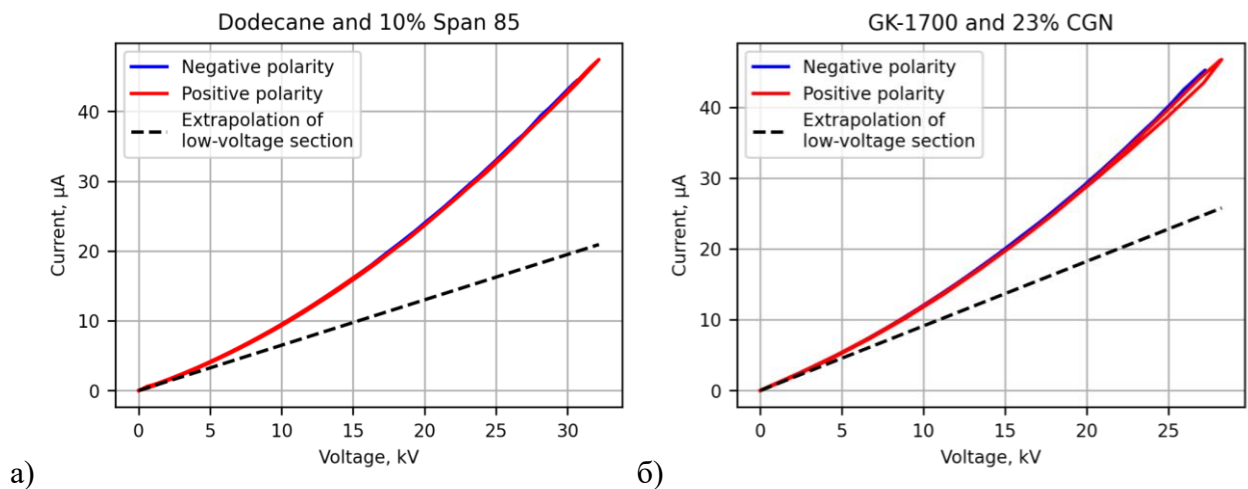 Dodecane and 10% Span 85
Negative polarity
Positive polarity
Extrapolation of
low-voltage section
Current, μA
40
30
20
10
0
0 5 10 15 20 25 30
Voltage, kV
а)
GK-1700 and 23% CGN
Negative polarity
Positive polarity
Extrapolation of
low-voltage section
Current, μA
40
30
20
10
0
0 5 10 15 20 25
Voltage, kV
б)